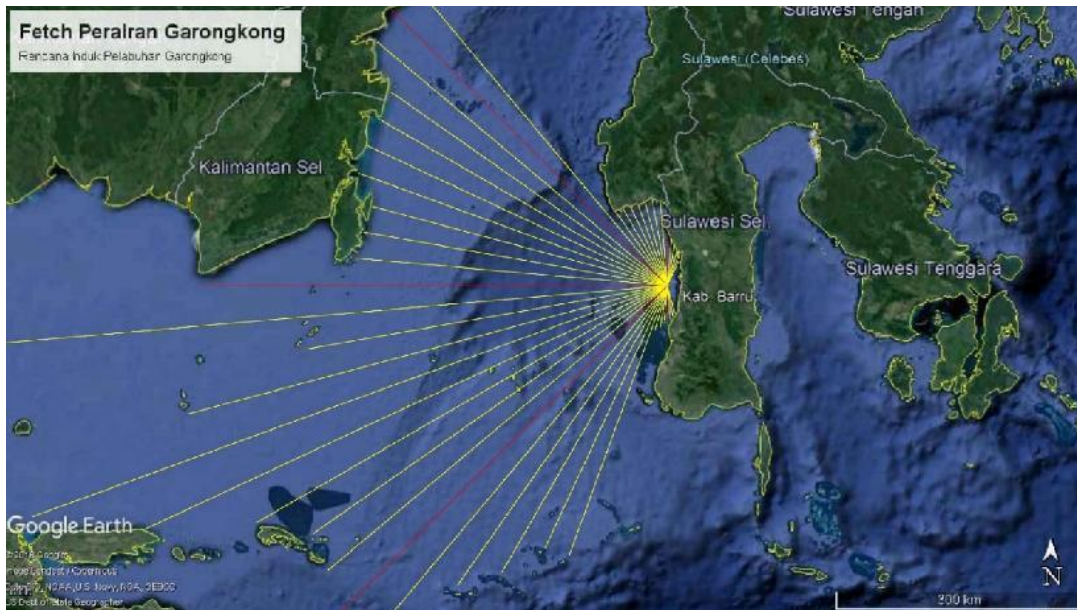 Fetch Perairan Garongkong
Rencana Induk Pelabuhan Garongkong
Sulawesi Tengah
Sulawesi (Celebes)
Kalimantan Sel
Sulawesi Sel.
Sulawesi Tenggara
Kab. Barru
Google Earth
N
300 km